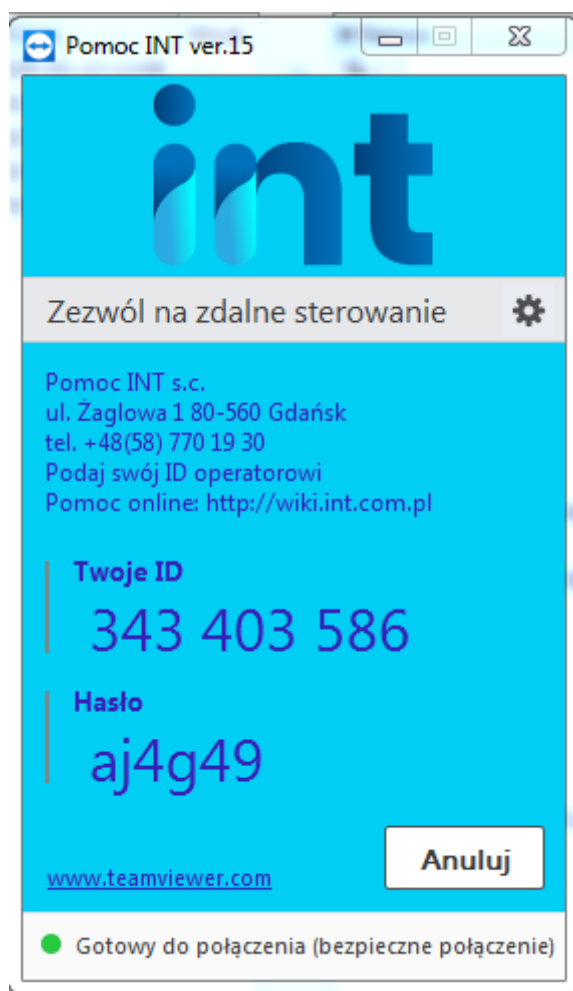 Pomoc INT ver.15
int
Zezwól na zdalne sterowanie
Pomoc INT s.c.
ul. Żaglowa 1 80-560 Gdańsk
tel. +48(58) 770 19 30
Podaj swój ID operatorowi
Pomoc online: http://wiki.int.com.pl
Twoje ID
343 403 586
Hasło
aj4g49
www.teamviewer.com
Anuluj
Gotowy do połączenia (bezpieczne połączenie)